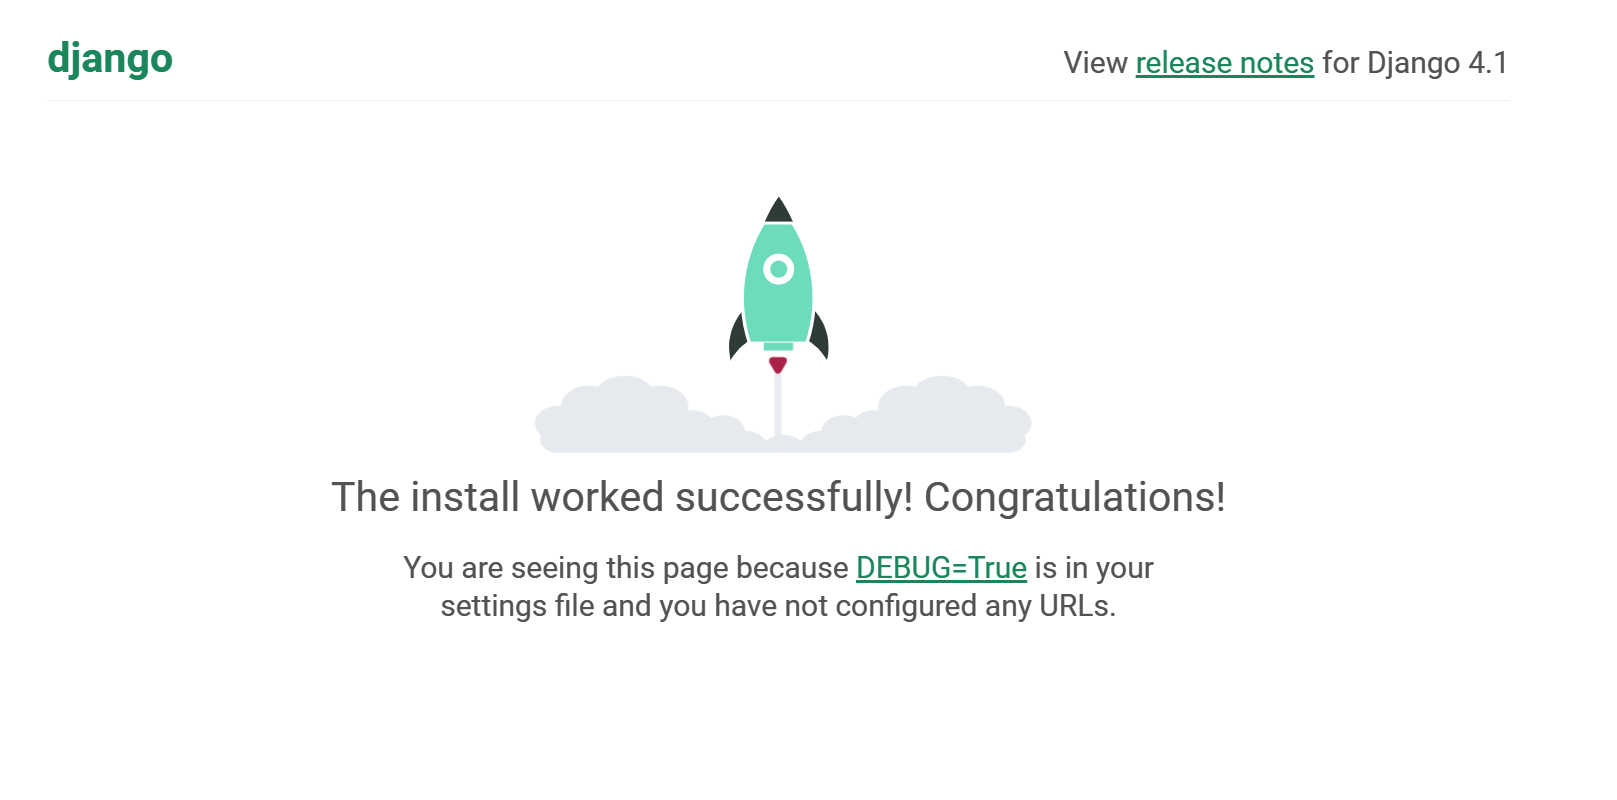 django
View release notes for Django 4.1
The install worked successfully! Congratulations!
You are seeing this page because DEBUG=True is in your
settings file and you have not configured any URLs.